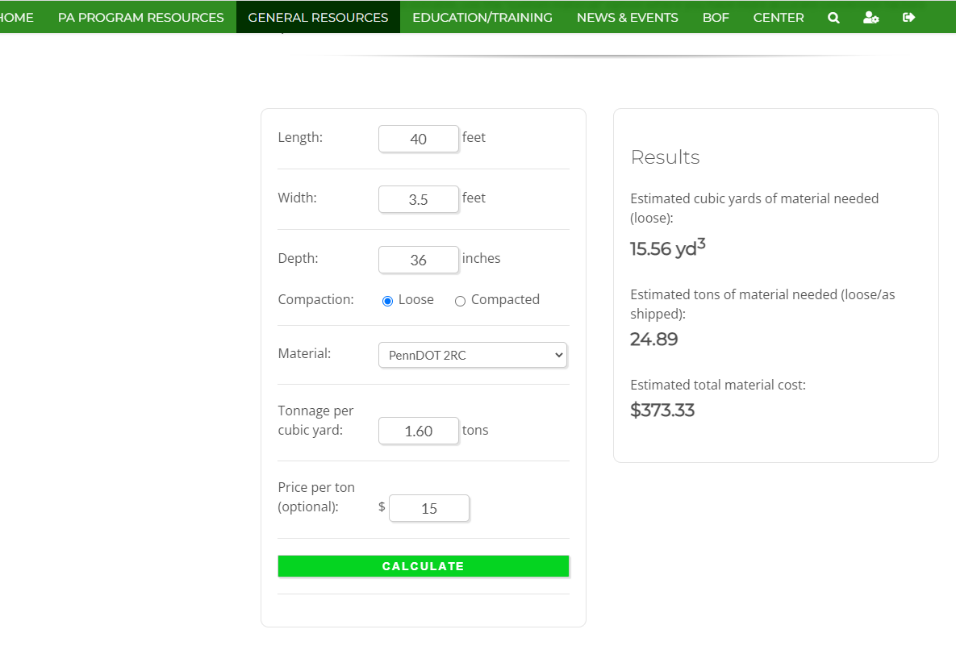 HOME PA PROGRAM RESOURCES GENERAL RESOURCES EDUCATION/TRAINING NEWS & EVENTS BOF CENTER
Length: 40 feet
Width: 3.5 feet
Depth: 36 inches
Compaction: Loose Compacted
Material: PennDOT 2RC
Tonnage per
cubic yard: 1.60 tons
Price per ton
(optional): $ 15
CALCULATE
Results
Estimated cubic yards of material needed
(loose):
15.56 yd³
Estimated tons of material needed (loose/as
shipped):
24.89
Estimated total material cost:
$373.33